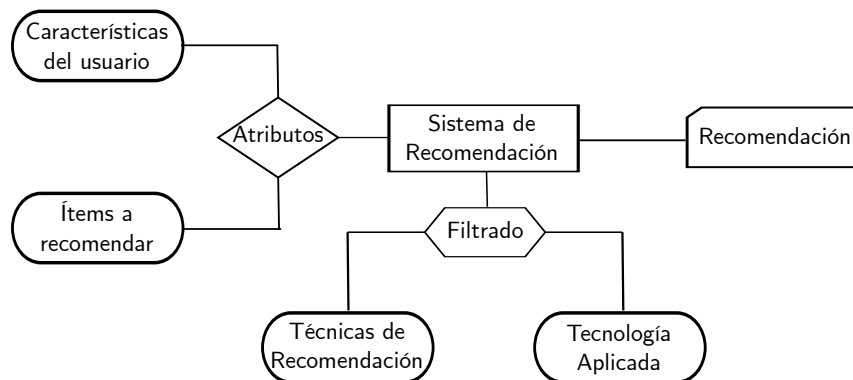 Características
del usuario
Atributos
Sistema de
Recomendación
Recomendación
Ítems a
recomendar
Filtrado
Técnicas de
Recomendación
Tecnología
Aplicada